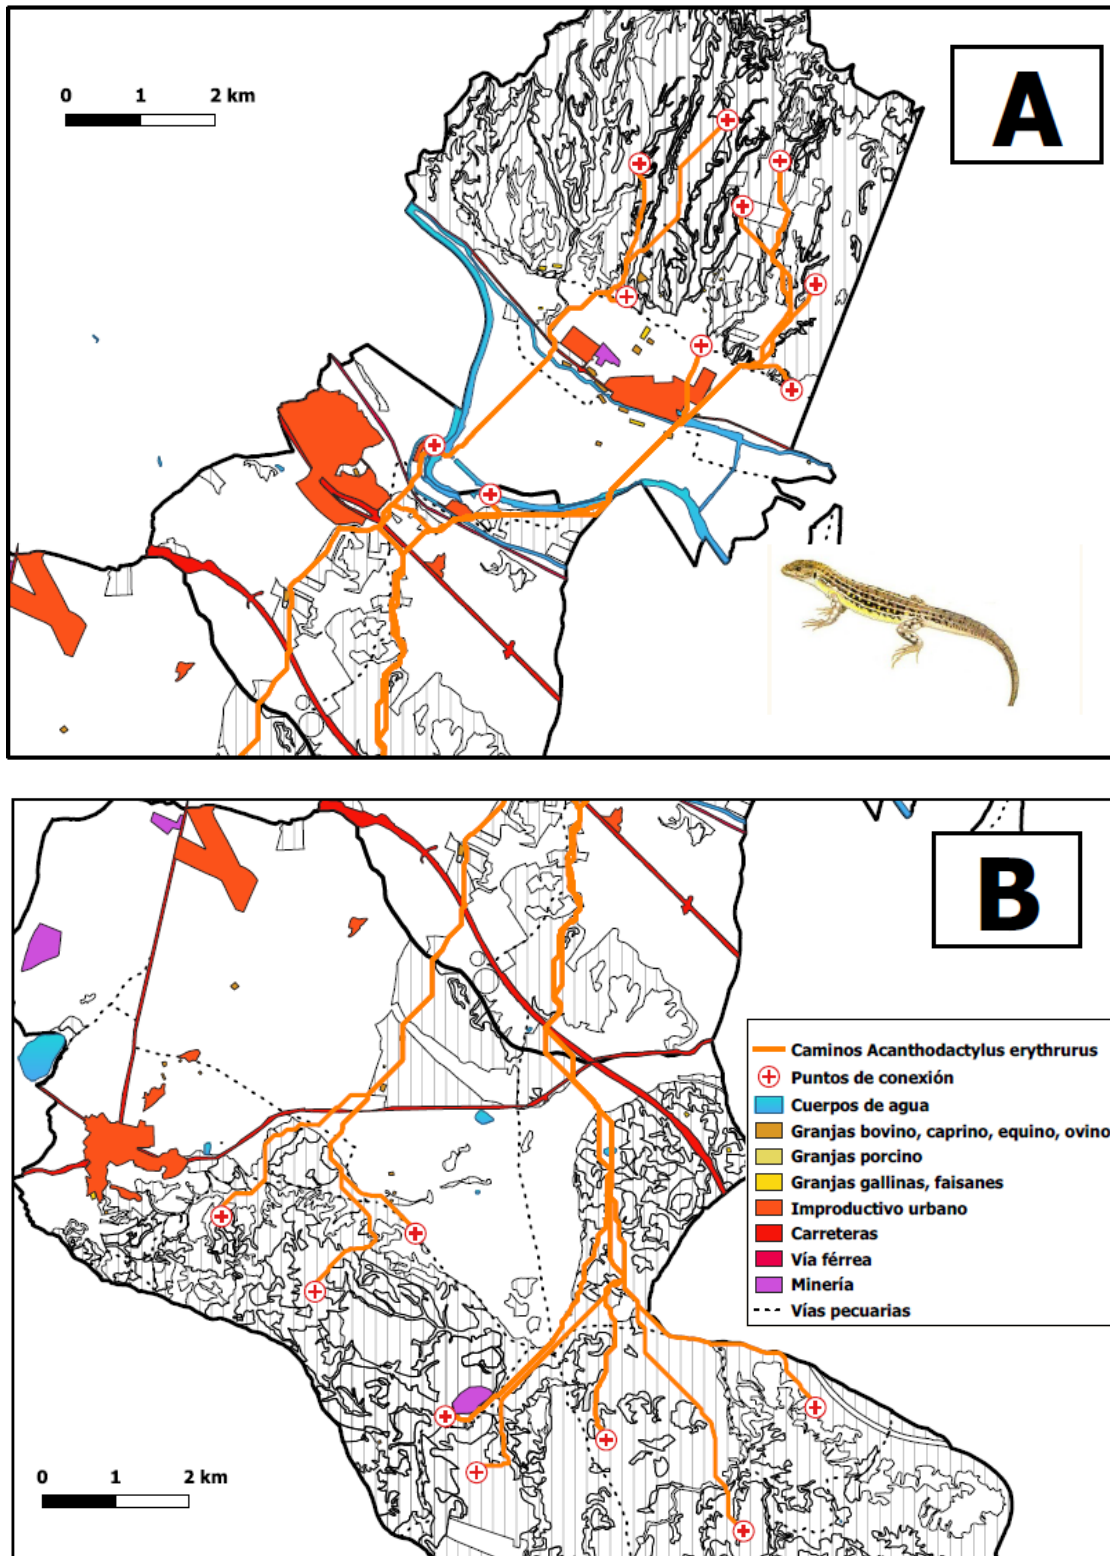 A
0 1 2 km
B
Caminos Acanthodactylus erythrurus
Puntos de conexión
Cuerpos de agua
Granjas bovino, caprino, equino, ovino
Granjas porcino
Granjas gallinas, faisanes
Improductivo urbano
Carreteras
Vía férrea
Minería
Vías pecuarias
0 1 2 km